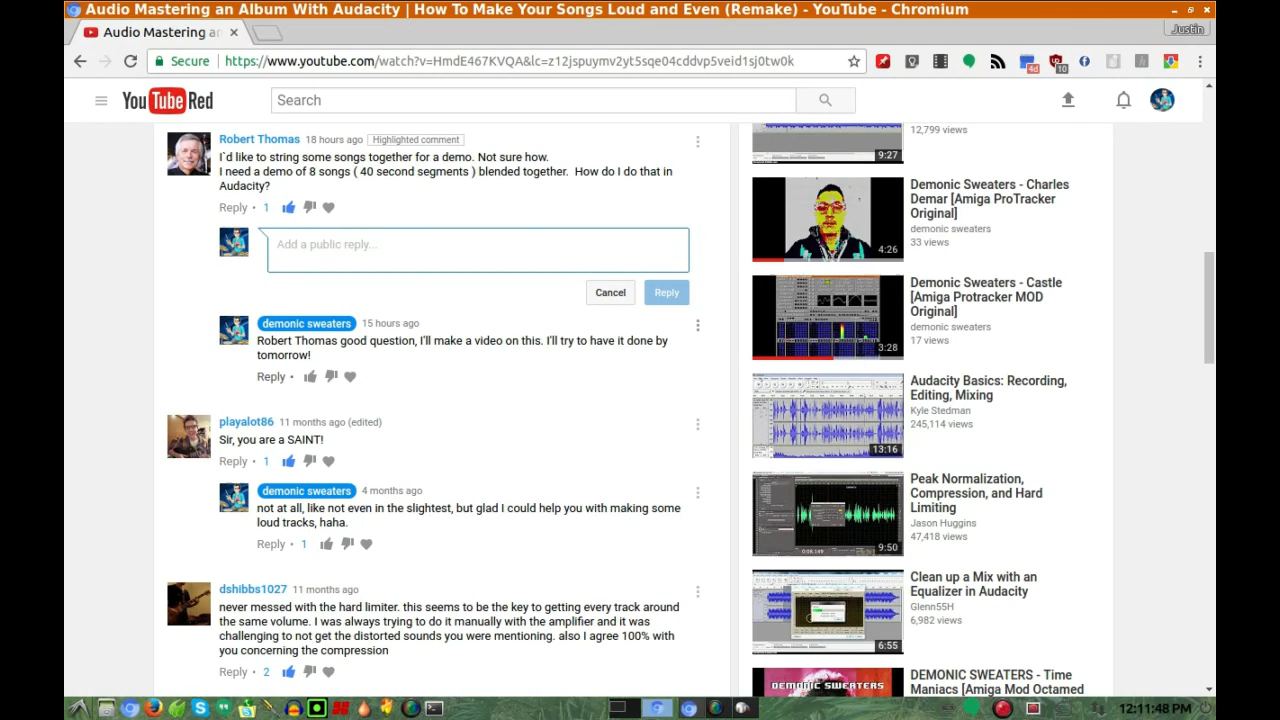 Audio Mastering an Album With Audacity | How To Make Your Songs Loud and Even (Remake) - YouTube - Chromium
Audio Mastering an
Justin
Secure
https://www.youtube.com/watch?v=HmdE467KVQA&lc=z12jspuymv2yt5sqe04cddvp5veid1sj0tw0k
4d
10
YouTube Red
Search
Robert Thomas 18 hours ago Highlighted comment
I`d like to string some songs together for a demo. Not sure how.
I need a demo of 8 songs ( 40 second segments ) blended together. How do I do that in
Audacity?
Reply • 1
Add a public reply...
Cancel
Reply
demonic sweaters 15 hours ago
Robert Thomas good question, I'll make a video on this. I'll try to have it done by
tomorrow!
Reply •
playalot86 11 months ago (edited)
Sir, you are a SAINT!
Reply • 1
demonic sweaters 4 months ago
not at all, like not even in the slightest, but glad I could help you with making some
loud tracks, haha.
Reply • 1
dshibbs1027 11 months ago
never messed with the hard limiter. this seems to be the key to getting every track around
the same volume. I was always trying to do it manually with the amplifier and it was
challenging to not get the distorted sounds you were mentioning. also I agree 100% with
you concerning the compression
Reply • 2
12,799 views
9:27
Demonic Sweaters - Charles
Demar [Amiga ProTracker
Original]
demonic sweaters
33 views
4:26
Demonic Sweaters - Castle
[Amiga Protracker MOD
Original]
demonic sweaters
17 views
3:28
Audacity Basics: Recording,
Editing, Mixing
Kyle Stedman
245,114 views
13:16
Peak Normalization,
Compression, and Hard
Limiting
Jason Huggins
47,418 views
9:50
Clean up a Mix with an
Equalizer in Audacity
Glenn55H
6,982 views
6:55
DEMONIC SWEATERS
DEMONIC SWEATERS - Time
Maniacs [Amiga Mod Octamed
12:11:48 PM